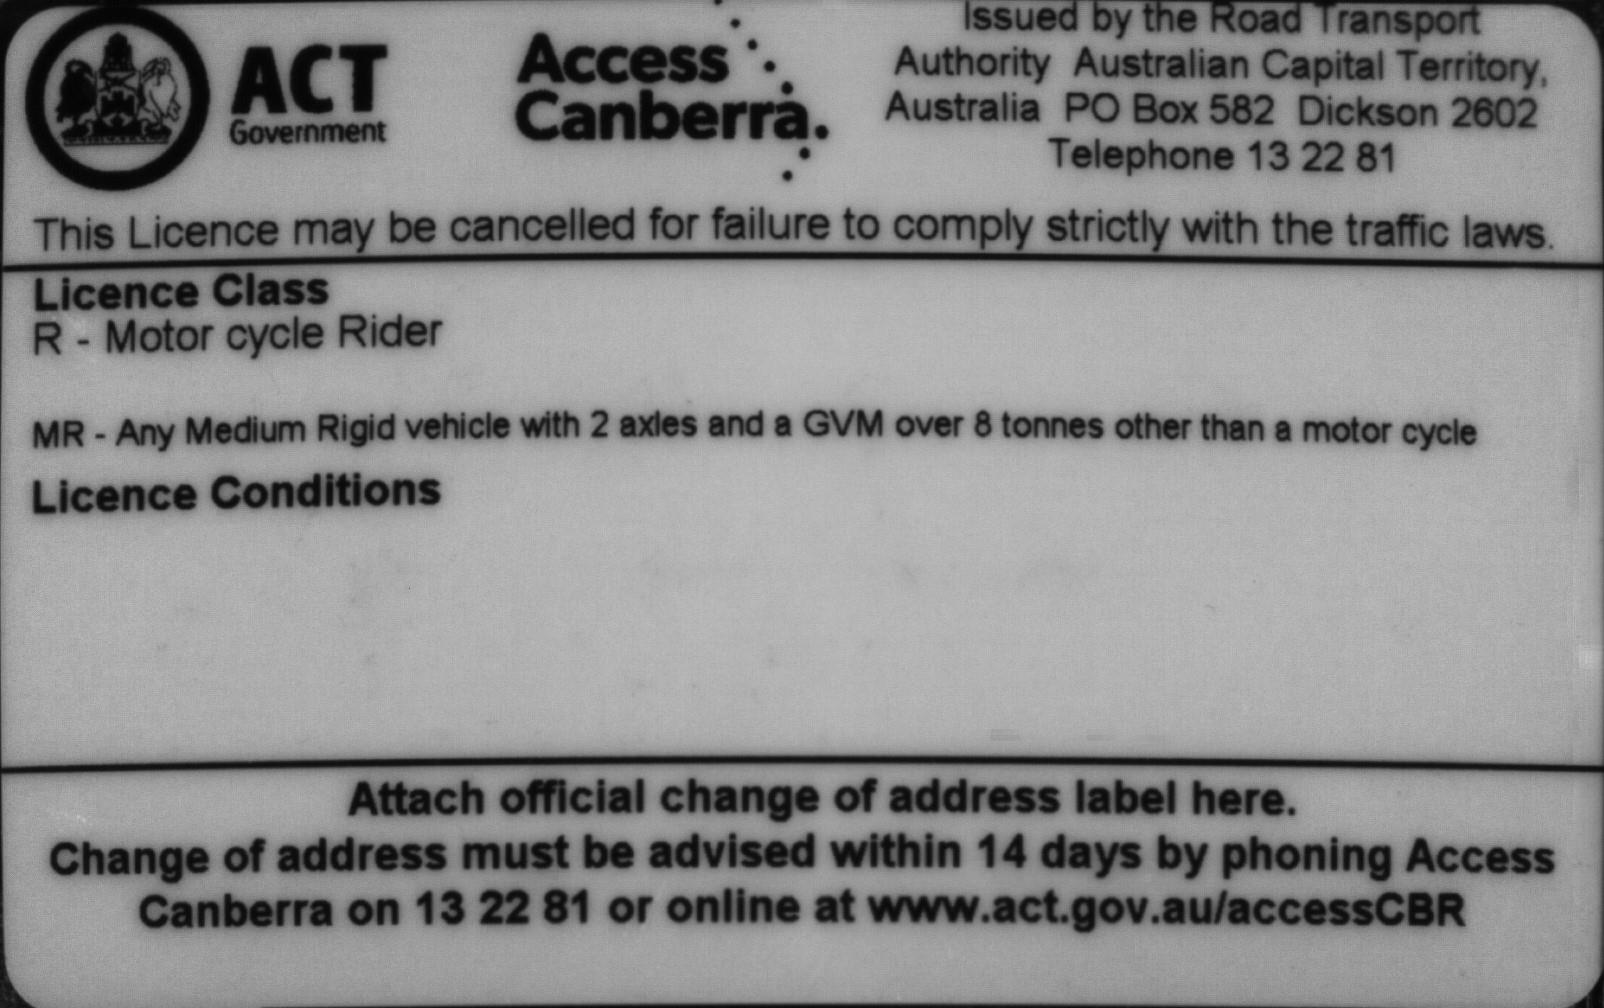 ACT
Government
Access
Canberra.
Issued by the Road Transport
Authority Australian Capital Territory,
Australia PO Box 582 Dickson 2602
Telephone 13 22 81
This Licence may be cancelled for failure to comply strictly with the traffic laws.
Licence Class
R - Motor cycle Rider
MR - Any Medium Rigid vehicle with 2 axles and a GVM over 8 tonnes other than a motor cycle
Licence Conditions
Attach official change of address label here.
Change of address must be advised within 14 days by phoning Access
Canberra on 13 22 81 or online at www.act.gov.au/accessCBR